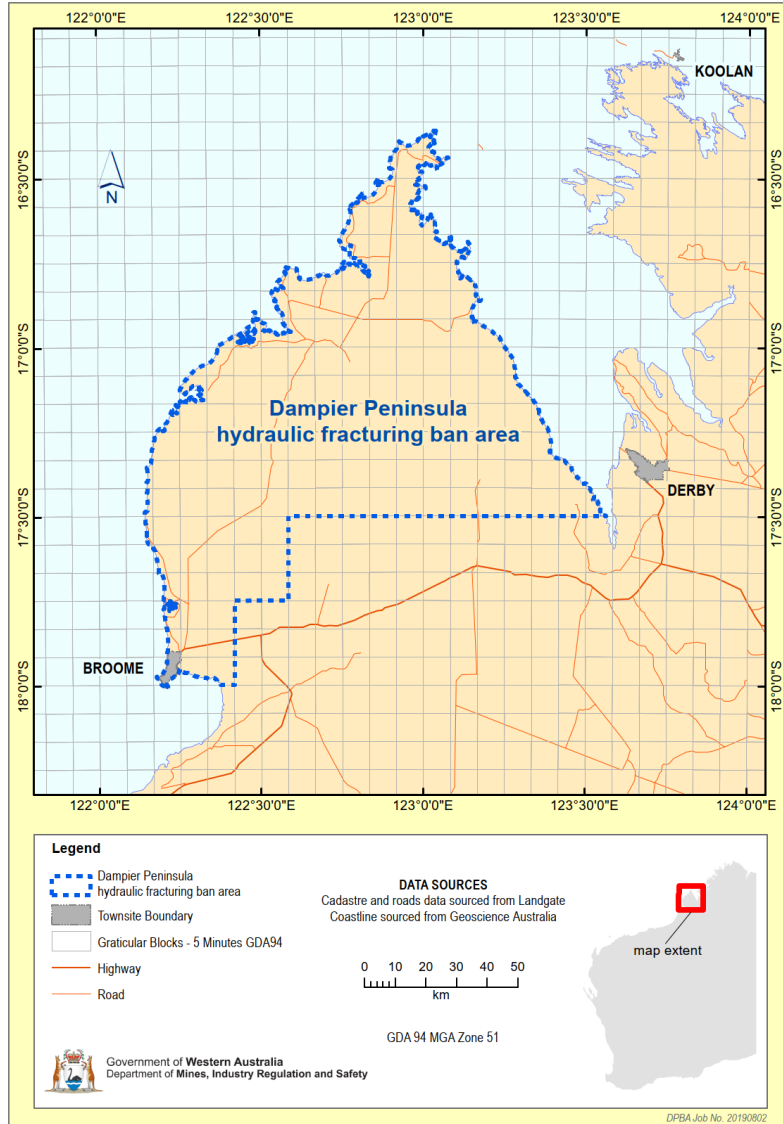 122°0'0"E
122°30'0"E
123°0'0"E
123°30'0"E
124°0'0"E
KOOLAN
16°30'0"S
16°30'0"S
N
17°0'0"S
17°0'0"S
Dampier Peninsula
hydraulic fracturing ban area
DERBY
17°30'0"S
17°30'0"S
BROOME
18°0'0"S
18°0'0"S
122°0'0"E
122°30'0"E
123°0'0"E
123°30'0"E
124°0'0"E
Legend
Dampier Peninsula
hydraulic fracturing ban area
Townsite Boundary
Graticular Blocks - 5 Minutes GDA94
Highway
Road
DATA SOURCES
Cadastre and roads data sourced from Landgate
Coastline sourced from Geoscience Australia
0 10 20 30 40 50
km
GDA 94 MGA Zone 51
map extent
Government of Western Australia
Department of Mines, Industry Regulation and Safety
DPBA Job No. 20190802